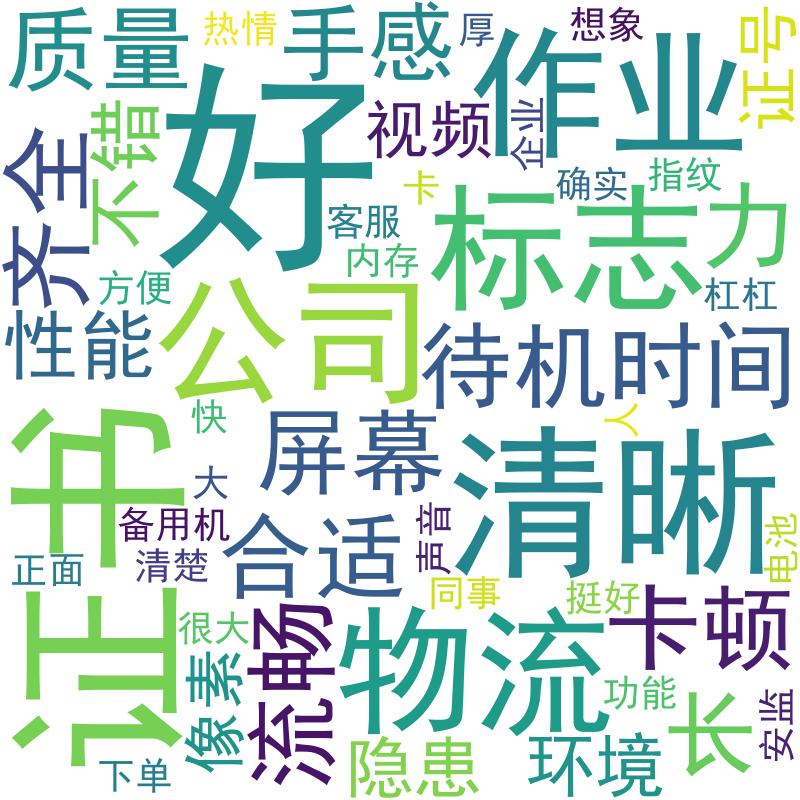 质量
热情
手感
厚
想象
证号
好
作业
视频
企业
不错
齐全
卡
确实
指纹
客服
标志
力
内存
方便
杠杠
公司
性能
待机时间
快
屏幕
人
证书
清晰
大
备用机
合适
声音
电池
正面
清楚
同事
挺好
卡顿
很大
流畅
物流
像素
功能
长
安监
隐患
环境
下单